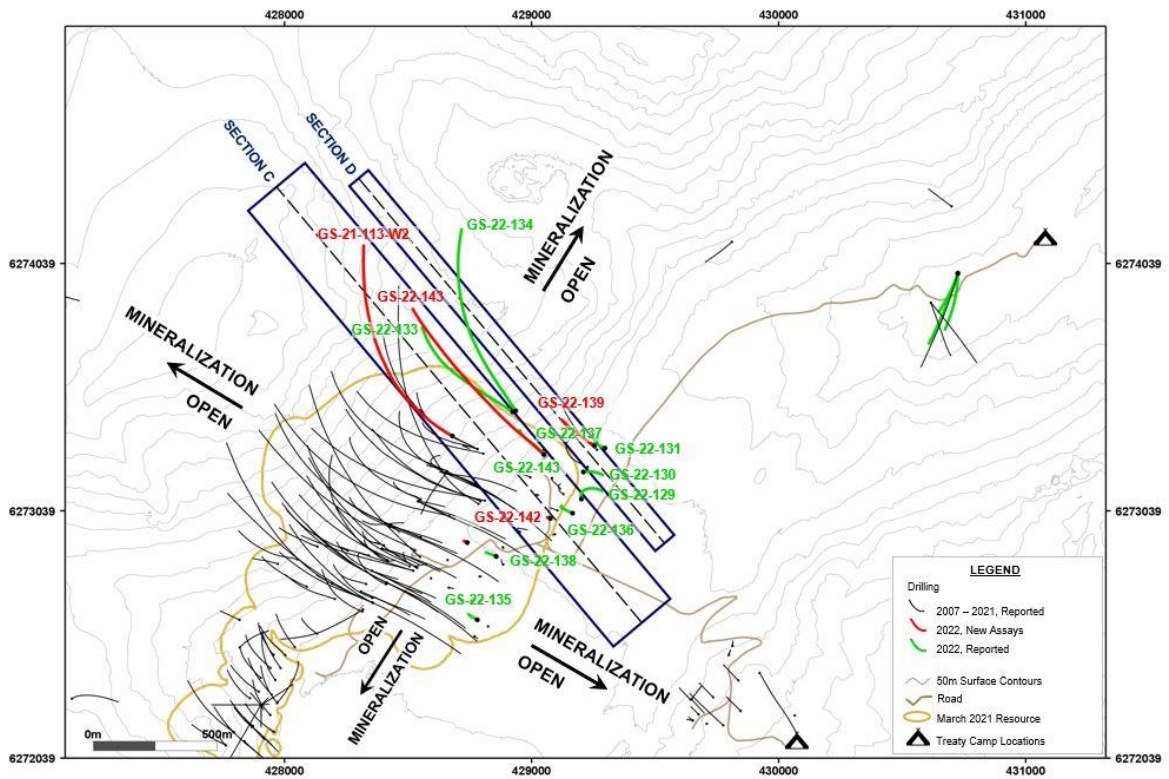 428000 429000 430000 431000
SECTION C
SECTION D
MINERALIZATION
OPEN
GS-22-134
GS-21-113-W2
6274039 6274039
GS-22-143
GS-22-133
MINERALIZATION
OPEN
GS-22-139
GS-22-137
GS-22-131
GS-22-143
GS-22-130
GS-22-129
6273039 6273039
GS-22-142
GS-22-136
GS-22-138
GS-22-135
OPEN
MINERALIZATION
MINERALIZATION
OPEN
LEGEND
Drilling
2007 – 2021, Reported
2022, New Assays
2022, Reported
50m Surface Contours
Road
March 2021 Resource
Treaty Camp Locations
0m 500m
6272039 6272039
428000 429000 430000 431000